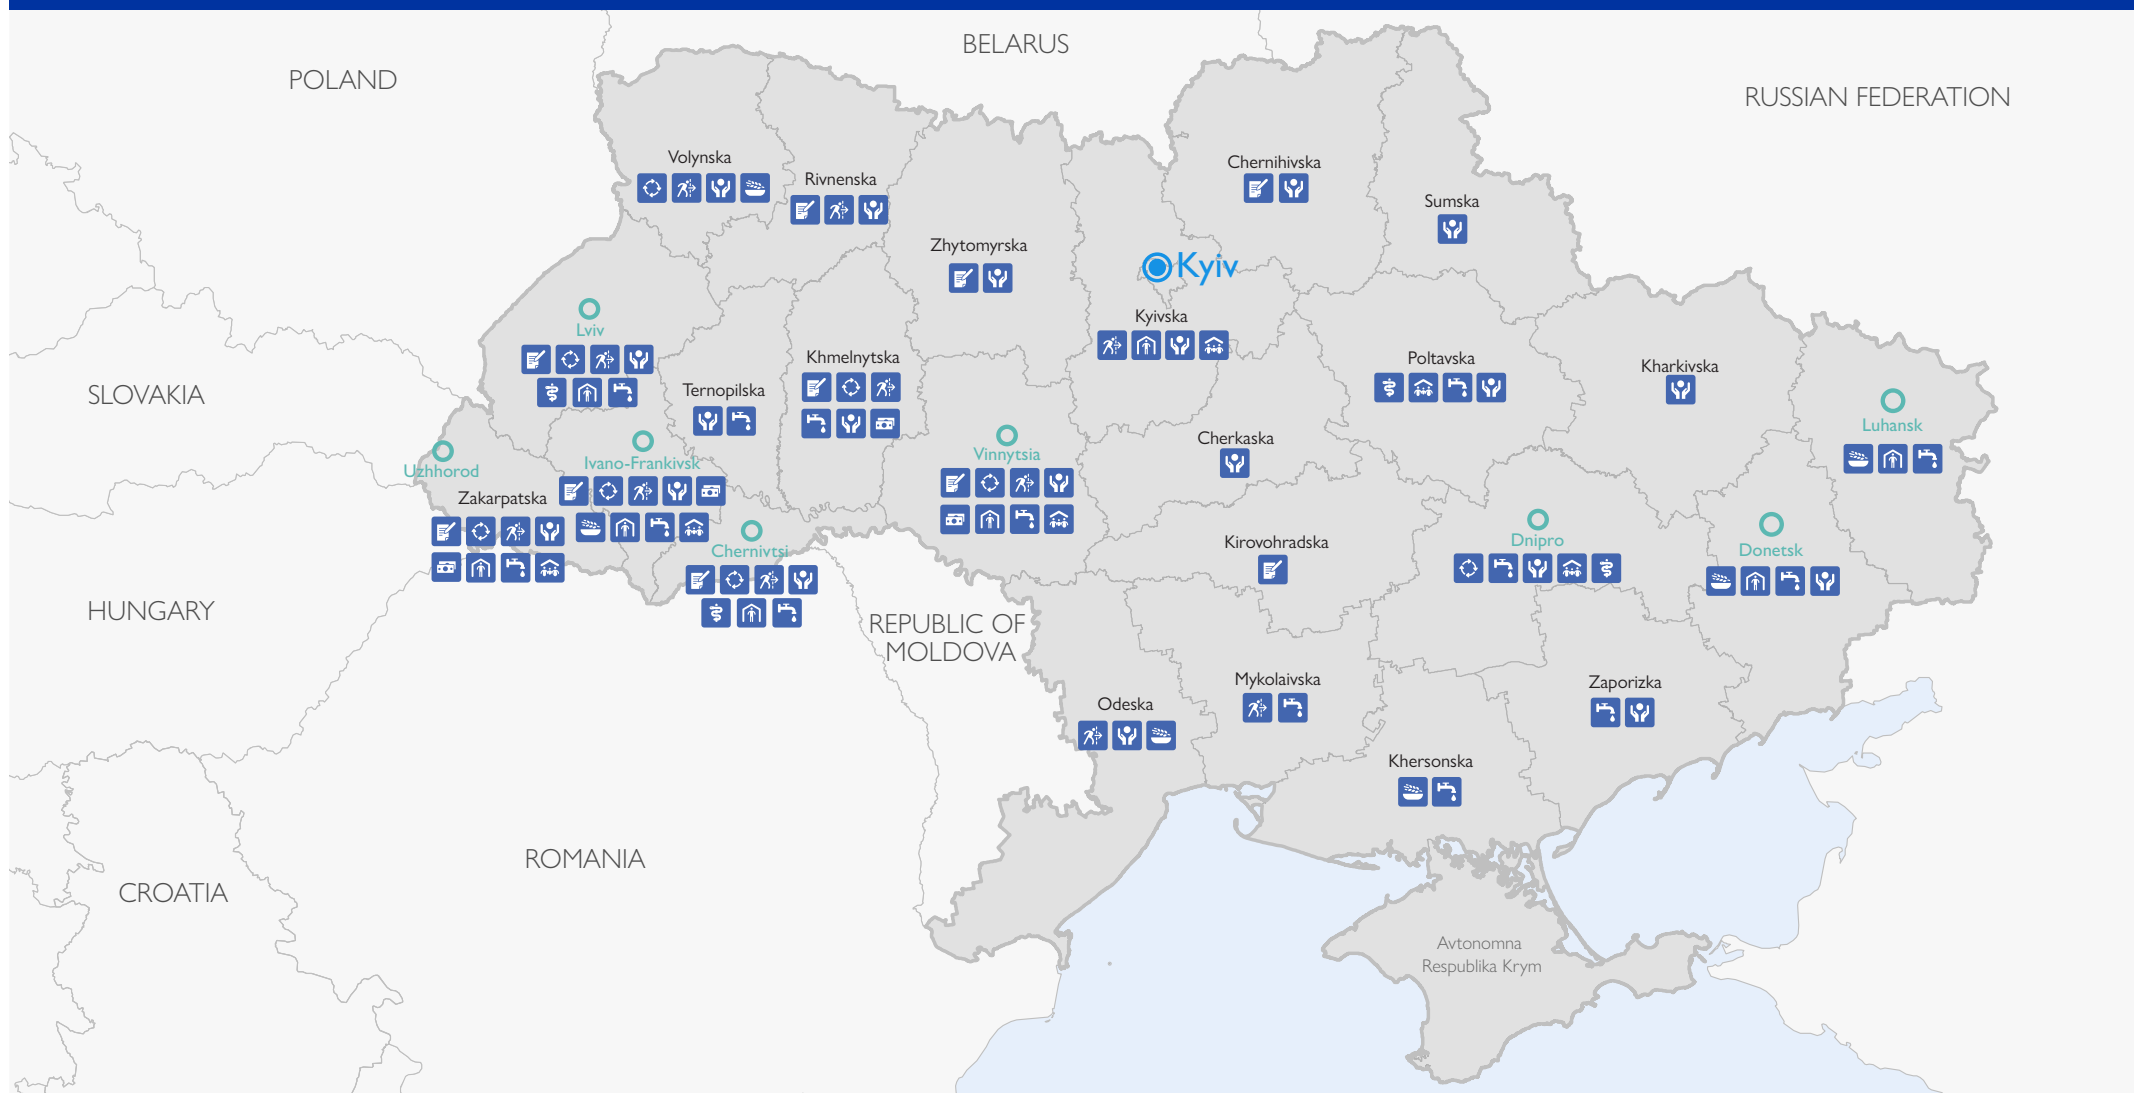 BELARUS
POLAND
RUSSIAN FEDERATION
Volynska
Rivnenska
Chernihivska
Sumska
Zhytomyrska
Kyiv
Kyivska
Lviv
Khmelnytska
Poltavska
Kharkivska
SLOVAKIA
Ternopilska
Luhansk
Cherkaska
Vinnytsia
Ivano-Frankivsk
Uzhhorod
Zakarpatska
Chernivtsi
Kirovohradska
Dnipro
Donetsk
HUNGARY
REPUBLIC OF
MOLDOVA
Mykolaivska
Zaporizka
Odeska
Khersonska
ROMANIA
CROATIA
Avtonomna
Respublika Krym